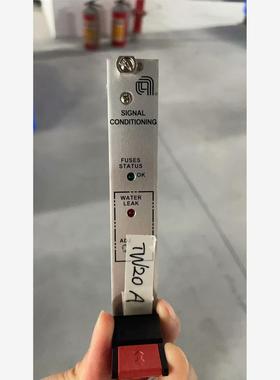 SIGNAL
CONDITIONING
FUSES
STATUS
OK
WATER
LEAK
TW20 A